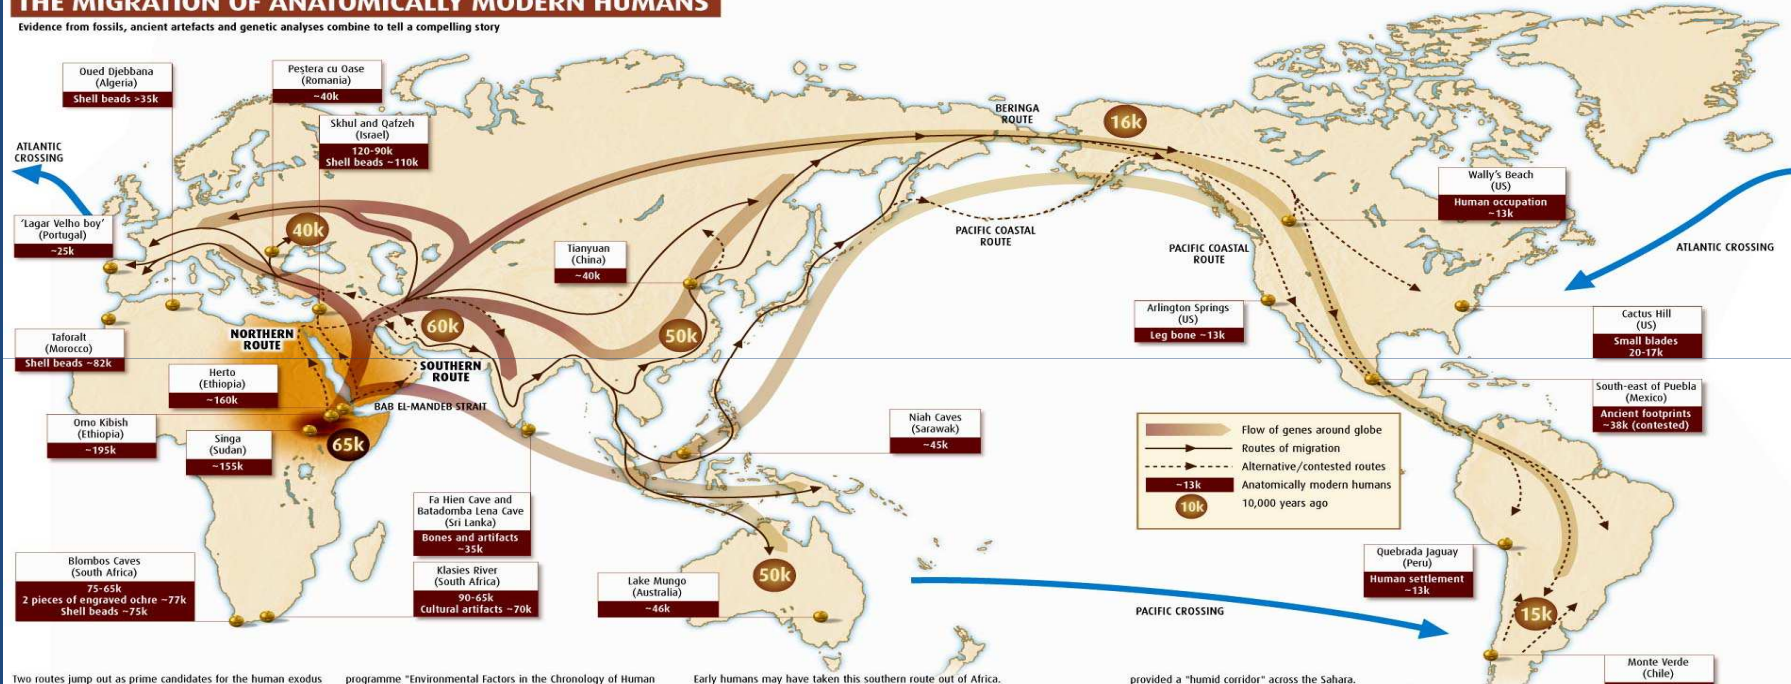 THE MIGRATION OF ANATOMICALLY MODERN HUMANS
Evidence from fossils, ancient artefacts and genetic analyses combine to tell a compelling story
Oued Djebbana
(Algeria)
Shell beads >35k
Peştera cu Oase
(Romania)
~40k
Skhul and Qafzeh
(Israel)
120-90k
Shell beads ~110k
ATLANTIC
CROSSING
'Lagar Velho boy'
(Portugal)
~25k
40k
Taforalt
(Morocco)
Shell beads ~82k
NORTHERN
ROUTE
Herto
(Ethiopia)
~160k
Omo Kibish
(Ethiopia)
~195k
Singa
(Sudan)
~155k
65k
60k
SOUTHERN
ROUTE
BAB EL-MANDEB STRAIT
Tianyuan
(China)
~40k
50k
Fa Hien Cave and
Batadomba Lena Cave
(Sri Lanka)
Bones and artifacts
~35k
Blombos Caves
(South Africa)
75-65k
2 pieces of engraved ochre ~77k
Shell beads ~75k
Klasies River
(South Africa)
90-65k
Cultural artifacts ~70k
Lake Mungo
(Australia)
~46k
50k
Niah Caves
(Sarawak)
~45k
BERINGA
ROUTE
16k
PACIFIC COASTAL
ROUTE
PACIFIC COASTAL
ROUTE
Wally's Beach
(US)
Human occupation
~13k
ATLANTIC CROSSING
Arlington Springs
(US)
Leg bone ~13k
Cactus Hill
(US)
Small blades
20-17k
South-east of Puebla
(Mexico)
Ancient footprints
~38k (contested)
Flow of genes around globe
Routes of migration
Alternative/contested routes
~13k Anatomically modern humans
10k 10,000 years ago
Quebrada Jaguay
(Peru)
Human settlement
~13k
15k
PACIFIC CROSSING
Monte Verde
(Chile)
Two routes jump out as prime candidates for the human exodus
programme "Environmental Factors in the Chronology of Human
Early humans may have taken this southern route out of Africa.
provided a "humid corridor" across the Sahara.